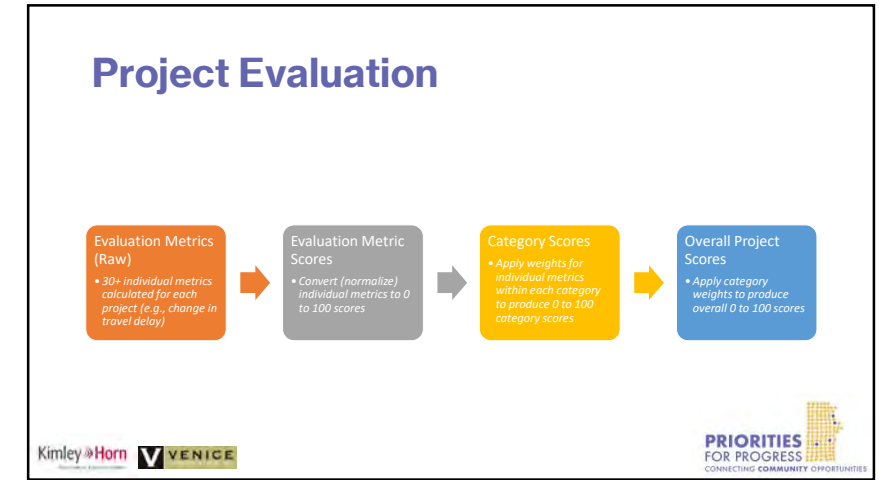 Project Evaluation
Evaluation Metrics
(Raw)
• 30+ individual metrics
calculated for each
project (e.g., change in
travel delay)
Evaluation Metric
Scores
• Convert (normalize)
individual metrics to 0
to 100 scores
Category Scores
• Apply weights for
individual metrics
within each category
to produce 0 to 100
category scores
Overall Project
Scores
• Apply category
weights to produce
overall 0 to 100 scores
Kimley»Horn
V VENICE
PRIORITIES
FOR PROGRESS
CONNECTING COMMUNITY OPPORTUNITIES